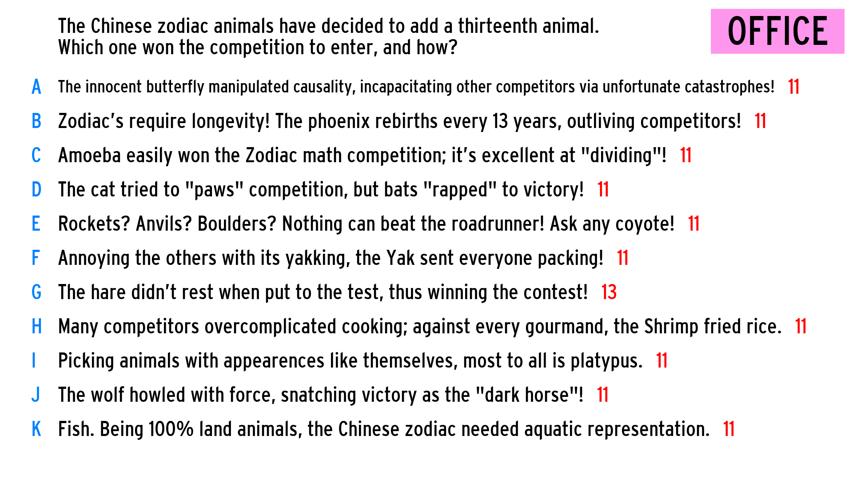 The Chinese zodiac animals have decided to add a thirteenth animal.
Which one won the competition to enter, and how?
OFFICE
A The innocent butterfly manipulated causality, incapacitating other competitors via unfortunate catastrophes! 11
B Zodiac's require longevity! The phoenix rebirths every 13 years, outliving competitors! 11
C Amoeba easily won the Zodiac math competition; it's excellent at "dividing"! 11
D The cat tried to "paws" competition, but bats "rapped" to victory! 11
E Rockets? Anvils? Boulders? Nothing can beat the roadrunner! Ask any coyote! 11
F Annoying the others with its yakking, the Yak sent everyone packing! 11
G The hare didn't rest when put to the test, thus winning the contest! 13
H Many competitors overcomplicated cooking; against every gourmand, the Shrimp fried rice. 11
I Picking animals with appearences like themselves, most to all is platypus. 11
J The wolf howled with force, snatching victory as the "dark horse"! 11
K Fish. Being 100% land animals, the Chinese zodiac needed aquatic representation. 11